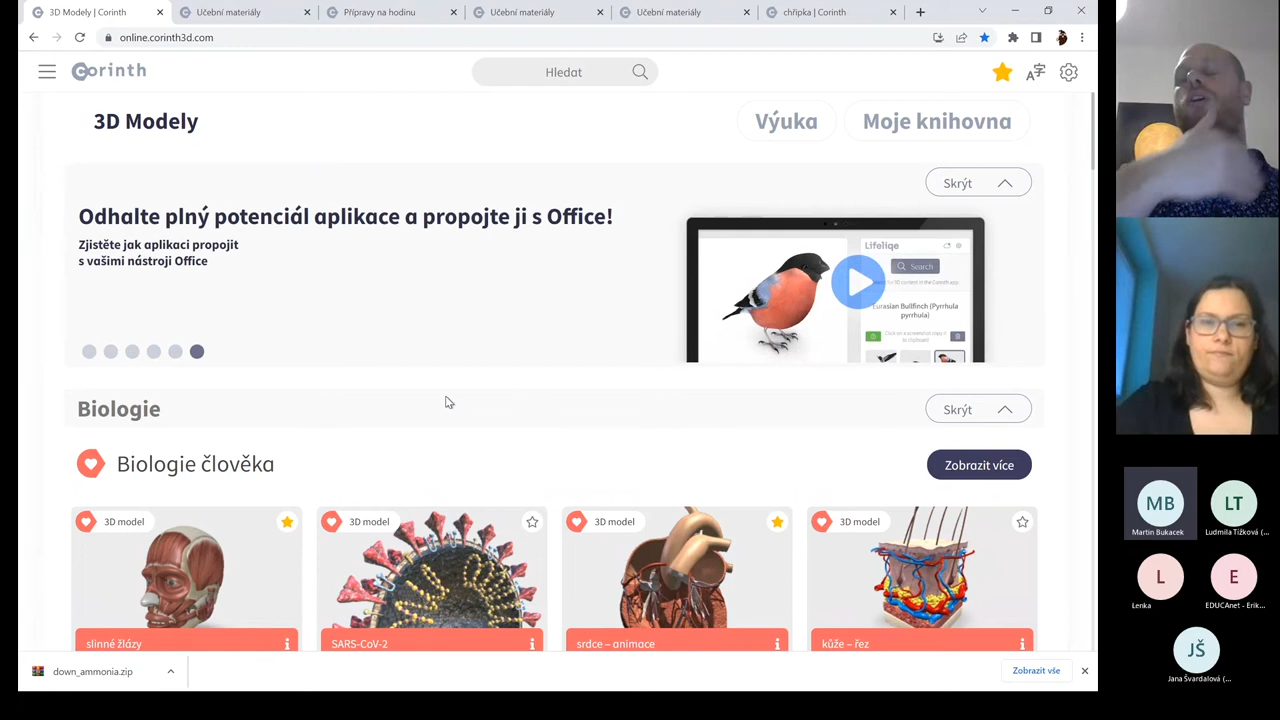 3D Modely | Corinth
Učební materiály
Přípravy na hodinu
Učební materiály
Učební materiály
chřipka | Corinth
online.corinth3d.com
corinth
Hledat
3D Modely
Výuka
Moje knihovna
Skrýt
Odhalte plný potenciál aplikace a propojte ji s Office!
Zjistěte jak aplikaci propojit
s vašimi nástroji Office
Lifeliqe
Search
Eurasian Bullfinch (Pyrrhula
pyrrhula)
Biologie
Skrýt
Biologie člověka
Zobrazit více
3D model
3D model
3D model
3D model
slinné žlázy
SARS-CoV-2
srdce – animace
kůže – řez
down_ammonia.zip
Zobrazit vše
MB
LT
Martin Bukacek
Ludmila Tížková (...
L
E
Lenka
EDUCAnet - Erik...
JŠ
Jana Švardalová (...